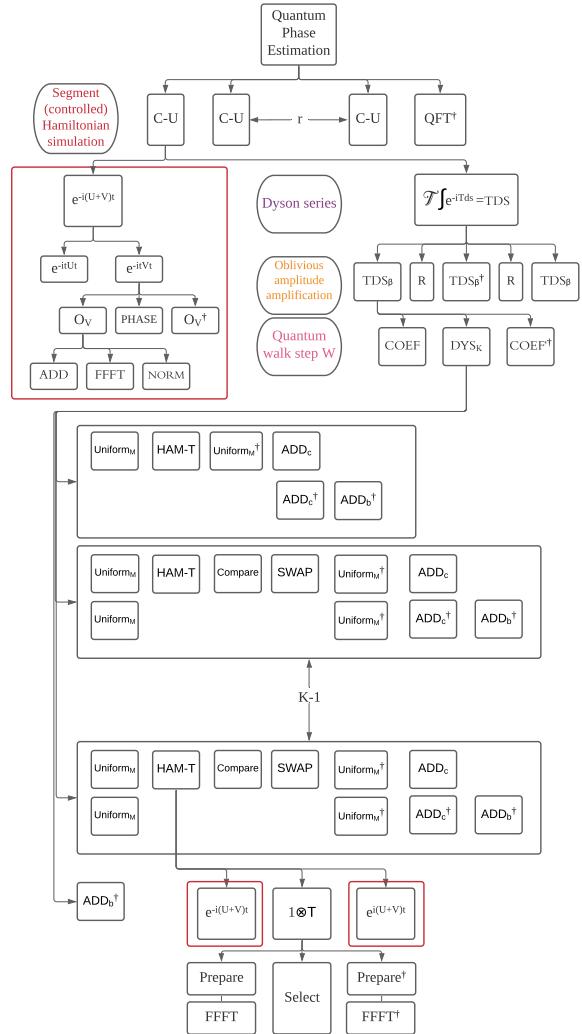 Quantum
Phase
Estimation
Segment
(controlled)
Hamiltonian
simulation
C-U
C-U
r
C-U
QFT†
e-i(U+V)t
Dyson series
𝒯∫e-iTds =TDS
e-itUt
e-itVt
Oblivious
amplitude
amplification
TDSβ
R
TDSβ†
R
TDSβ
OV
PHASE
OV†
Quantum
walk step W
COEF
DYSK
COEF'†
ADD
FFFT
NORM
UniformM
HAM-T
UniformM†
ADDc
ADDc†
ADDb†
UniformM
HAM-T
Compare
SWAP
UniformM†
ADDc
UniformM
UniformM†
ADDc†
ADDb†
K-1
UniformM
HAM-T
Compare
SWAP
UniformM†
ADDc
UniformM
UniformM†
ADDc†
ADDb†
ADDb†
e-i(U+V)t
1⊗T
ei(U+V)t
Prepare
Select
Prepare†
FFFT
FFFT†